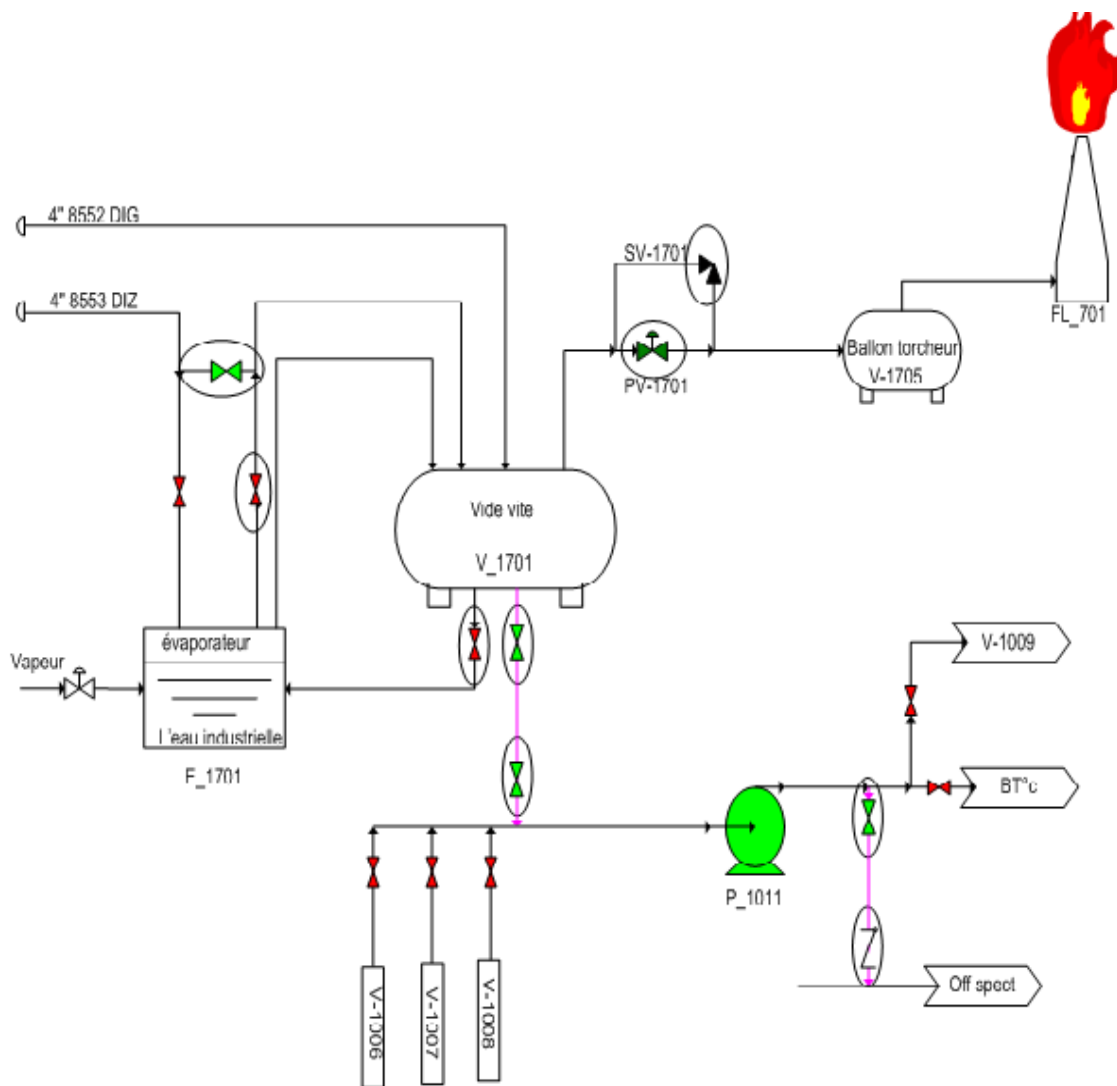 4" 8552 DIG
SV-1701
4" 8553 DIZ
FL_701
Ballon torcheur
V-1705
PV-1701
Vide vite
V_1701
évaporateur
Vapeur
L'eau industrielle
E_1701
V-1009
BT°c
P_1011
V-1006
V-1007
V-1008
Off spect